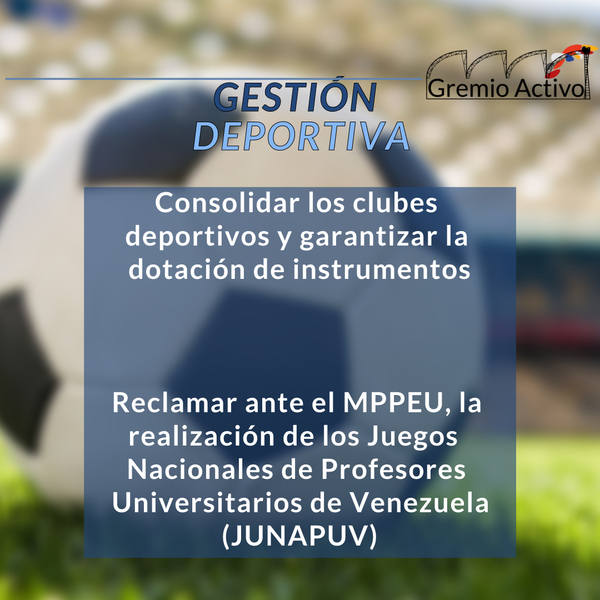 Gremio Activo
GESTIÓN
DEPORTIVA
Consolidar los clubes
deportivos y garantizar la
dotación de instrumentos
Reclamar ante el MPPEU, la
realización de los Juegos
Nacionales de Profesores
Universitarios de Venezuela
(JUNAPUV)